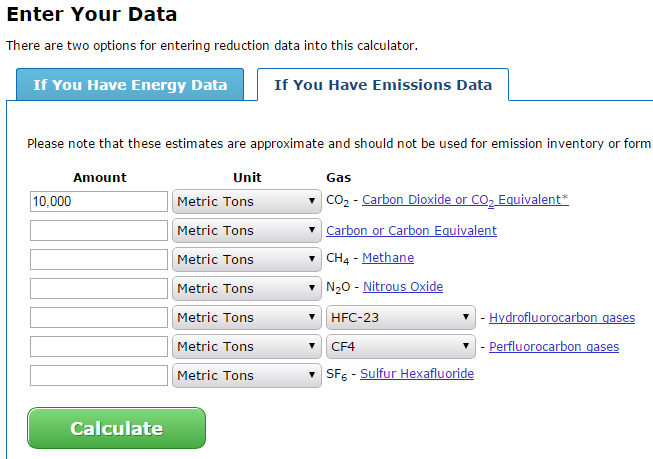 Enter Your Data
There are two options for entering reduction data into this calculator.
If You Have Energy Data If You Have Emissions Data
Please note that these estimates are approximate and should not be used for emission inventory or form
Amount Unit Gas
10,000 Metric Tons CO₂ - Carbon Dioxide or CO₂ Equivalent*
Metric Tons Carbon or Carbon Equivalent
Metric Tons CH₄ - Methane
Metric Tons N₂O - Nitrous Oxide
Metric Tons HFC-23 - Hydrofluorocarbon gases
Metric Tons CF4 - Perfluorocarbon gases
Metric Tons SF₆ - Sulfur Hexafluoride
Calculate